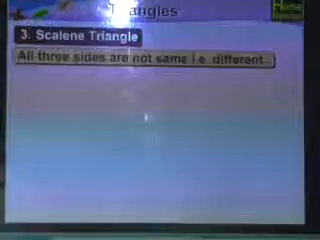 Triangles
Home
3. Scalene Triangle
All three sides are not same i.e. different.